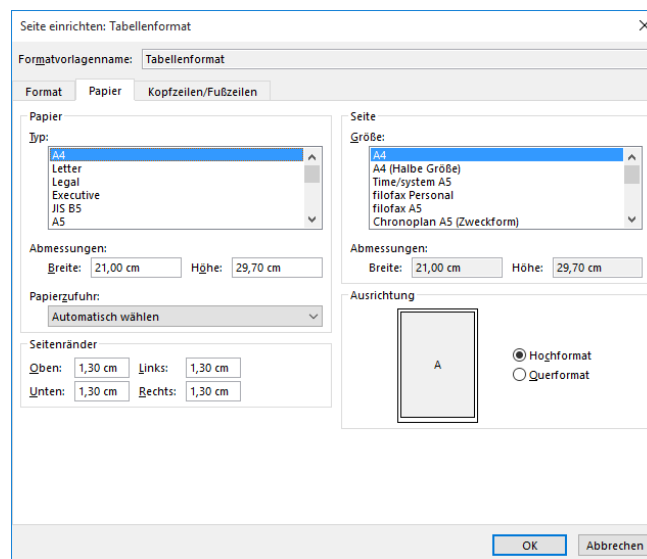 Seite einrichten: Tabellenformat
Formatvorlagenname: Tabellenformat
Format Papier Kopfzeilen/Fußzeilen
Papier
Typ:
A4
Letter
Legal
Executive
JIS B5
A5
Abmessungen:
Breite: 21,00 cm Höhe: 29,70 cm
Papierzufuhr:
Automatisch wählen
Seitenränder
Oben: 1,30 cm Links: 1,30 cm
Unten: 1,30 cm Rechts: 1,30 cm
Seite
Größe:
A4
A4 (Halbe Größe)
Time/system A5
filofax Personal
filofax A5
Chronoplan A5 (Zweckform)
Abmessungen:
Breite: 21,00 cm Höhe: 29,70 cm
Ausrichtung
A
Hochformat
Querformat
OK Abbrechen